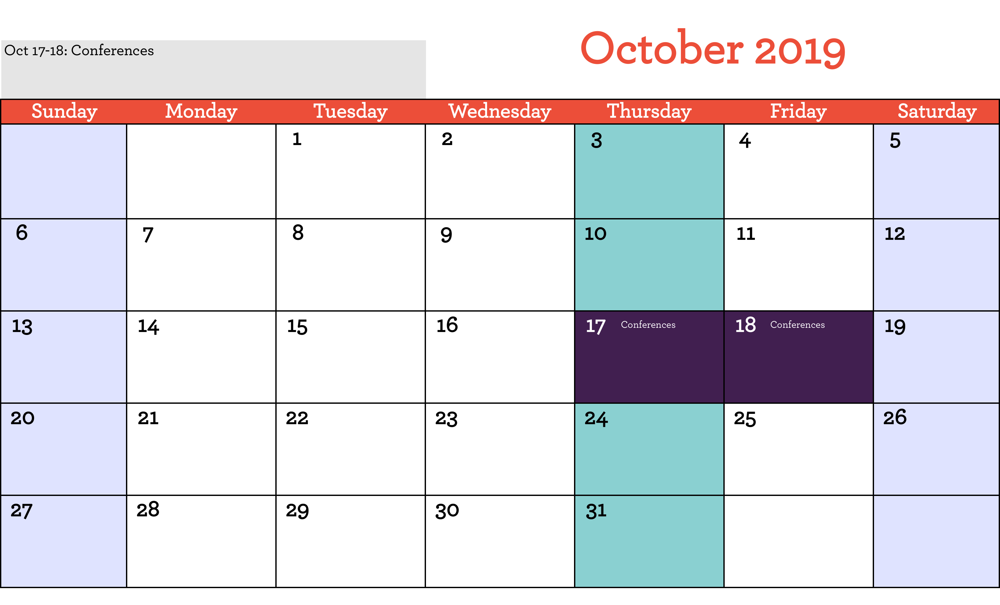 Oct 17-18: Conferences
October 2019
Sunday Monday Tuesday Wednesday Thursday Friday Saturday
1 2 3 4 5
6 7 8 9 10 11 12
13 14 15 16 17 Conferences 18 Conferences 19
20 21 22 23 24 25 26
27 28 29 30 31